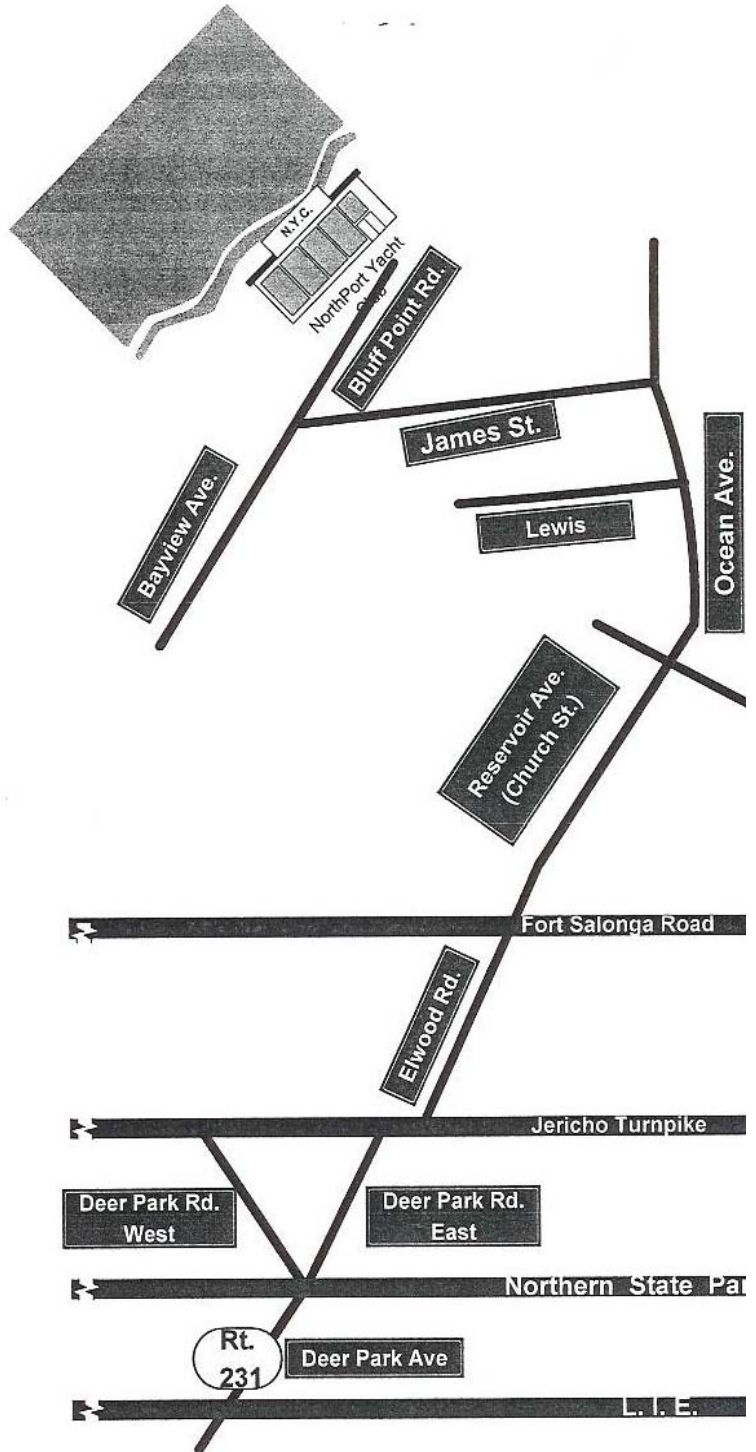 N.Y.C.
NorthPort Yacht
Bluff Point Rd.
James St.
Bayview Ave.
Lewis
Ocean Ave.
Reservoir Ave.
(Church St.)
Fort Salonga Road
Elwood Rd.
Jericho Turnpike
Deer Park Rd.
West
Deer Park Rd.
East
Northern State Par
Rt.
231
Deer Park Ave
L. I. E.